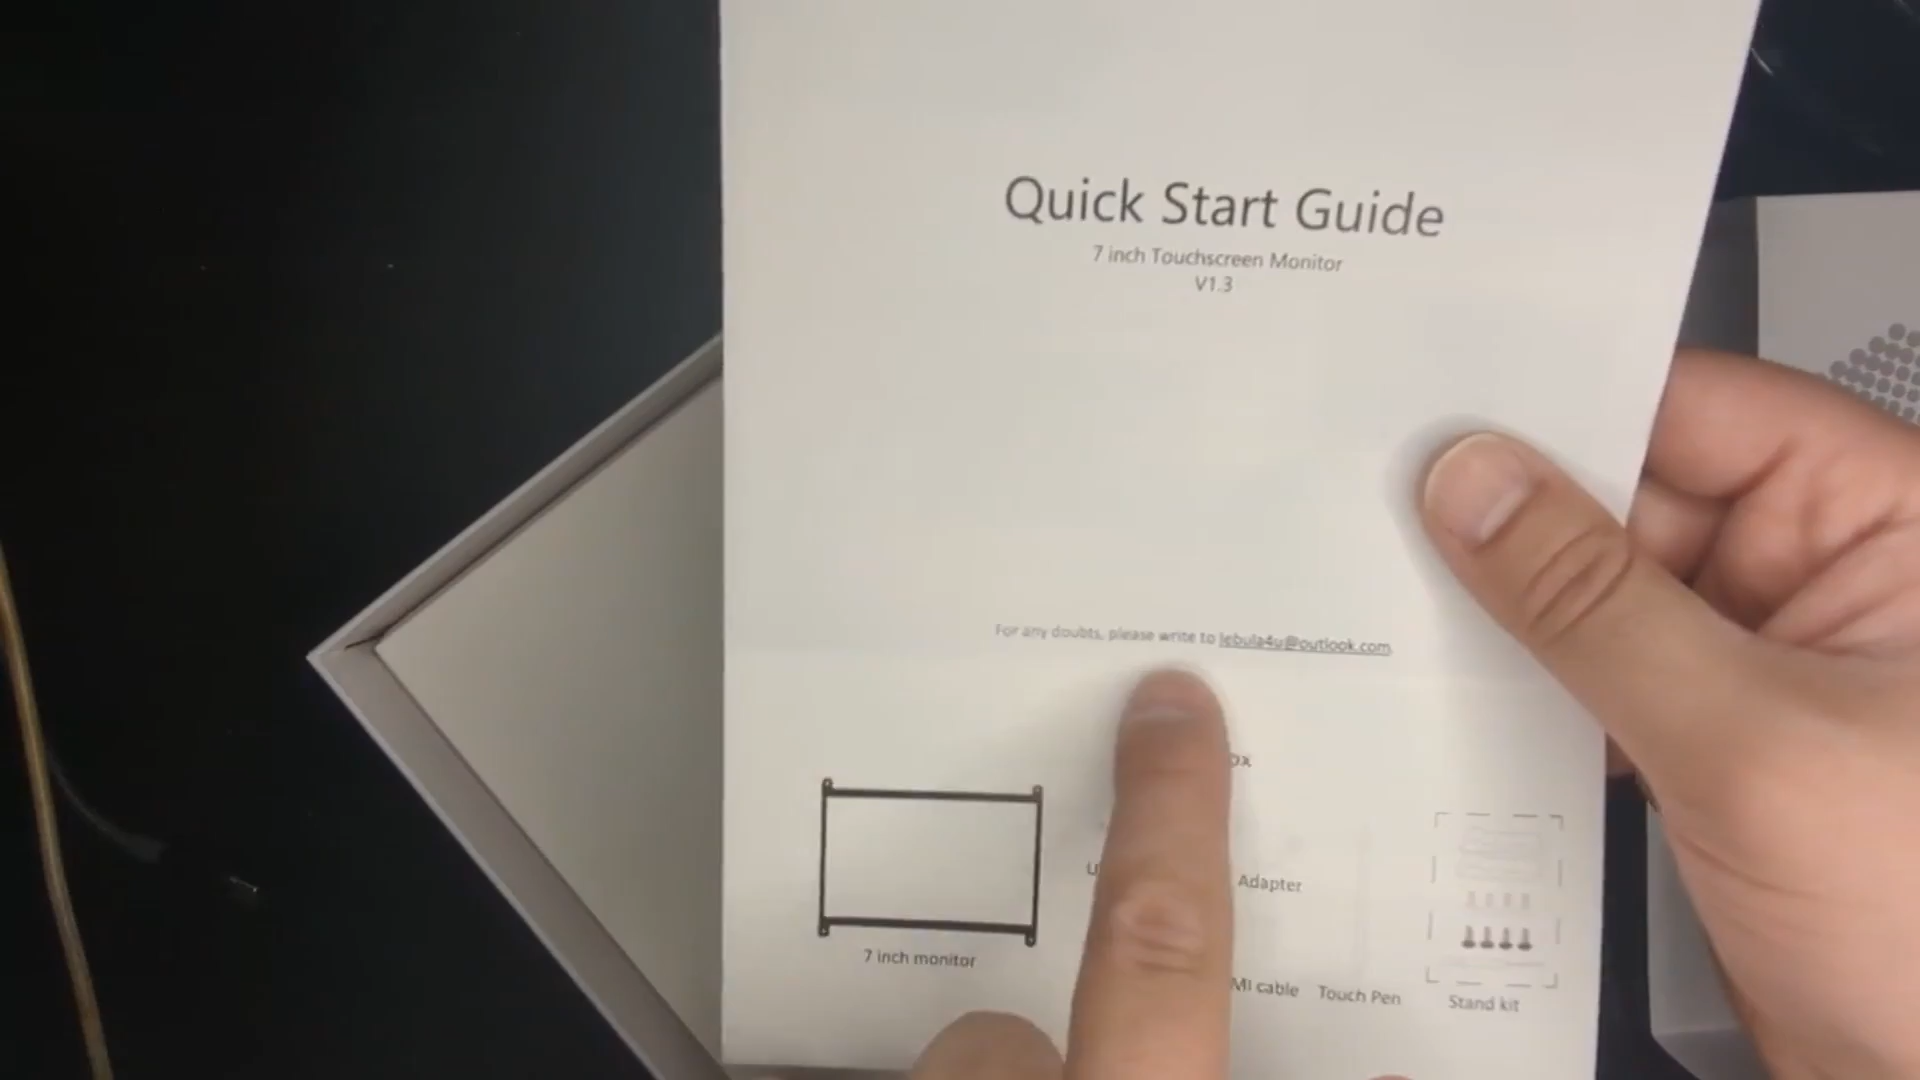 Quick Start Guide
7 inch Touchscreen Monitor
V1.3
For any doubts, please write to lebula4u@outlook.com
Adapter
7 inch monitor
cable
Touch Pen
Stand kit